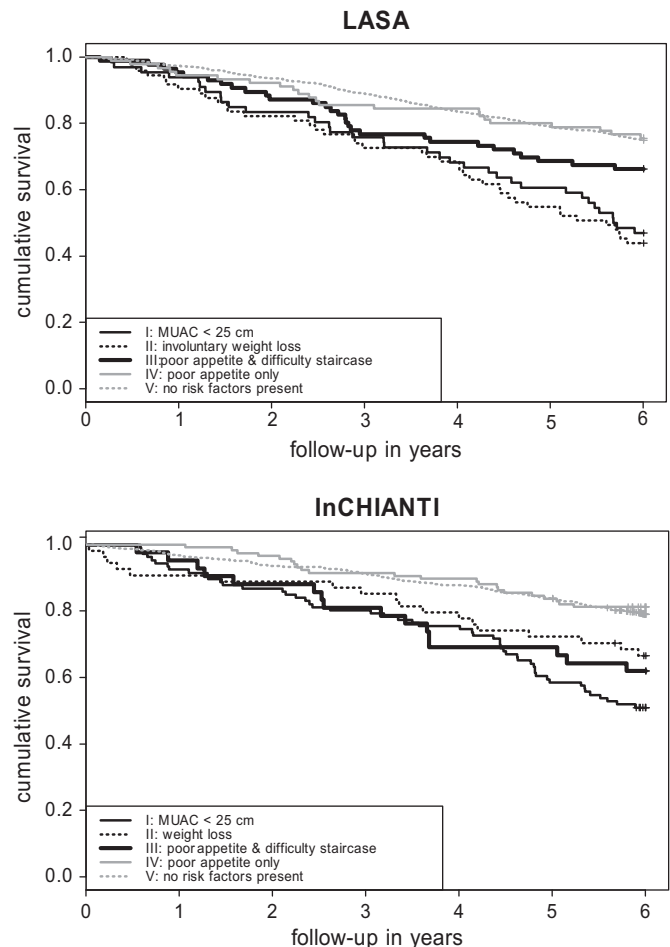 LASA
1.0
0.8
0.6
0.4
0.2
0.0
cumulative survival
I: MUAC < 25 cm
II: involuntary weight loss
III:poor appetite & difficulty staircase
IV: poor appetite only
V: no risk factors present
0 1 2 3 4 5 6
follow-up in years
InCHIANTI
1.0
0.8
0.6
0.4
0.2
0.0
cumulative survival
I: MUAC < 25 cm
II: weight loss
III: poor appetite & difficulty staircase
IV: poor appetite only
V: no risk factors present
0 1 2 3 4 5 6
follow-up in years